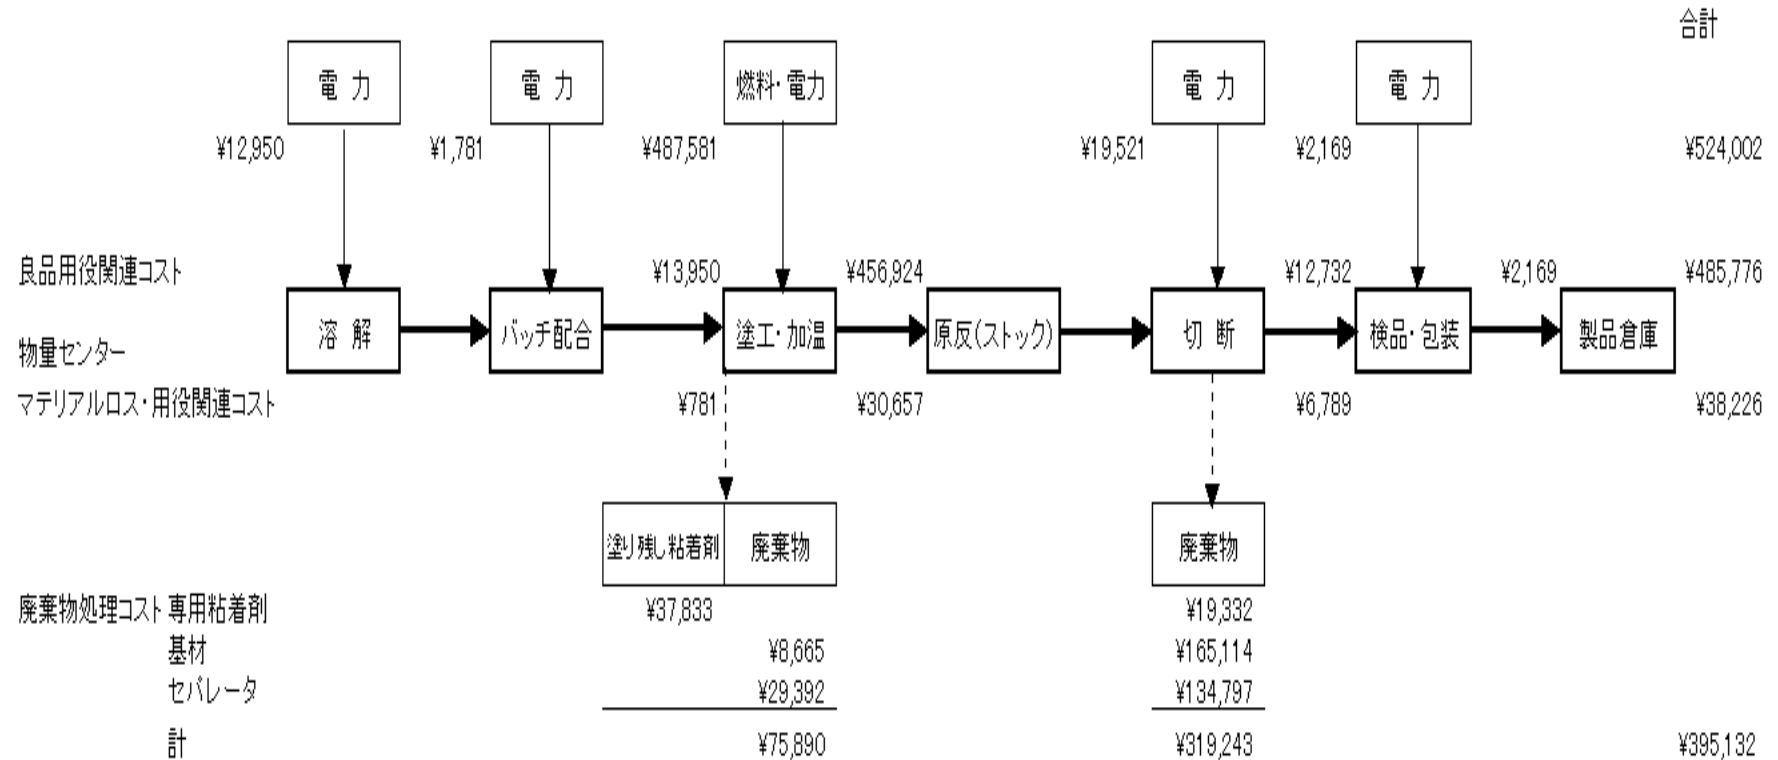 合計
電 力 電 力 燃料・電力 電 力 電 力
¥12,950 ¥1,781 ¥487,581 ¥19,521 ¥2,169 ¥524,002
良品用役関連コスト ¥13,950 ¥456,924 ¥12,732 ¥2,169 ¥485,776
溶 解 バッチ配合 塗工・加温 原反(ストック) 切 断 検品・包装 製品倉庫
物量センター
マテリアルロス・用役関連コスト ¥781 ¥30,657 ¥6,789 ¥38,226
塗り残し粘着剤 廃棄物 廃棄物
廃棄物処理コスト 専用粘着剤 ¥37,833 ¥19,332
基材 ¥8,665 ¥165,114
セパレータ ¥29,392 ¥134,797
計 ¥75,890 ¥319,243 ¥395,132